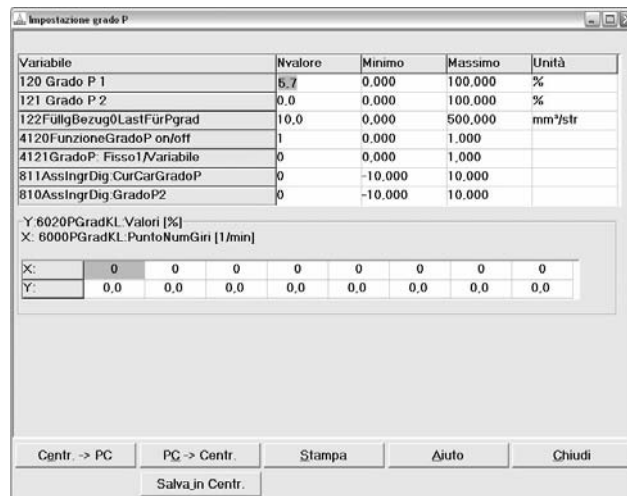 Impostazione grado P
Variabile Nvalore Minimo Massimo Unità
120 Grado P 1 5,7 0,000 100,000 %
121 Grado P 2 0,0 0,000 100,000 %
122FüllgBezug0LastFürPgrad 10,0 0,000 500,000 mm³/str
4120FunzioneGradoP on/off 1 0,000 1,000
4121GradoP: Fisso1/Variabile 0 0,000 1,000
811AssIngrDig:CurCarGradoP 0 -10,000 10,000
810AssIngrDig:GradoP2 0 -10,000 10,000
Y:6020PGradKL:Valori [%]
X: 6000PGradKL:PuntoNumGiri [1/min]
X: 0 0 0 0 0 0 0 0
Y: 0,0 0,0 0,0 0,0 0,0 0,0 0,0 0,0
Centr. -> PC PC -> Centr. Stampa Aiuto Chiudi
Salva in Centr.